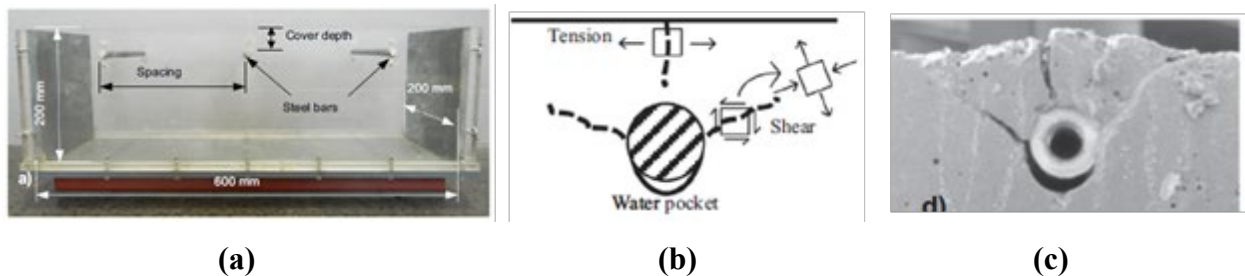 Cover depth
Spacing
200 mm
200 mm
Steel bars
a)
600 mm
Tension
Shear
Water pocket
d)
(a)
(b)
(c)